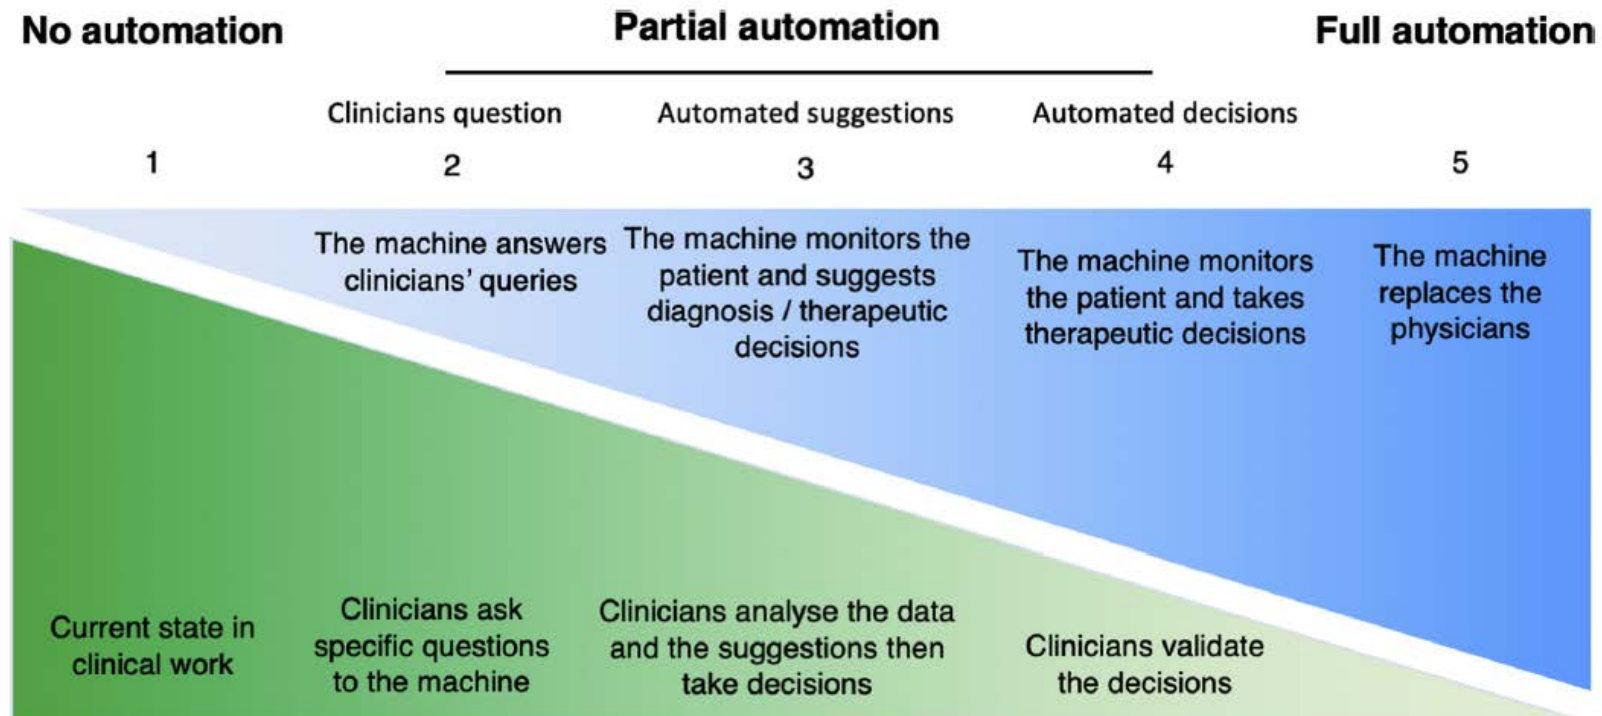 No automation
Partial automation
Full automation
Clinicians question
Automated suggestions
Automated decisions
1
2
3
4
5
The machine answers
clinicians' queries
The machine monitors the
patient and suggests
diagnosis / therapeutic
decisions
The machine monitors
the patient and takes
therapeutic decisions
The machine
replaces the
physicians
Current state in
clinical work
Clinicians ask
specific questions
to the machine
Clinicians analyse the data
and the suggestions then
take decisions
Clinicians validate
the decisions